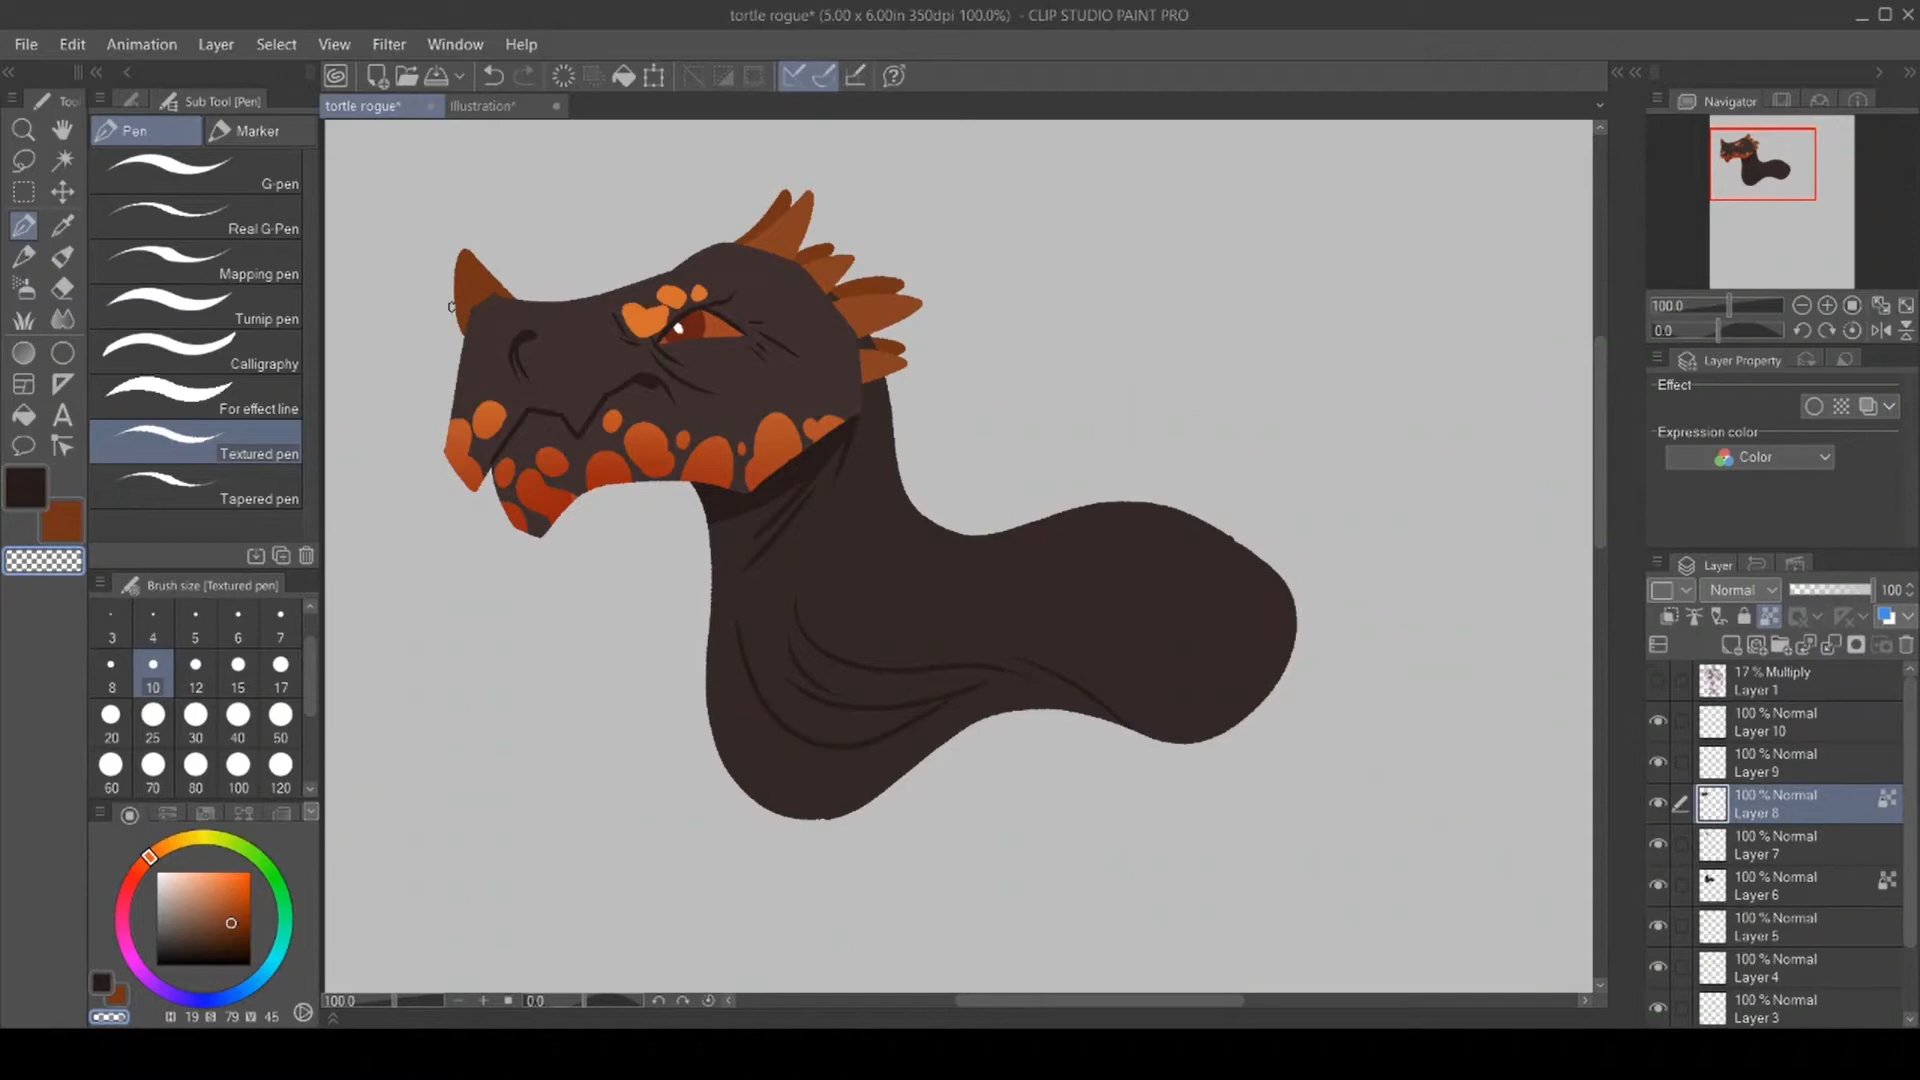 tortle rogue* (5.00 x 6.00in 350dpi 100.0%) - CLIP STUDIO PAINT PRO
File Edit Animation Layer Select View Filter Window Help
Sub Tool [Pen]
tortle rogue* Illustration*
Pen Marker
G-pen
Real G-Pen
Mapping pen
Turnip pen
Calligraphy
For effect line
Textured pen
Tapered pen
Brush size [Textured pen]
3 4 5 6 7
8 10 12 15 17
20 25 30 40 50
60 70 80 100 120
H 19 S 79 V 45
100.0 0.0
Navigator
100.0
0.0
Layer Property
Effect
Expression color
Color
Layer
Normal 100
17 % Multiply
Layer 1
100 % Normal
Layer 10
100 % Normal
Layer 9
100 % Normal
Layer 8
100 % Normal
Layer 7
100 % Normal
Layer 6
100 % Normal
Layer 5
100 % Normal
Layer 4
100 % Normal
Layer 3